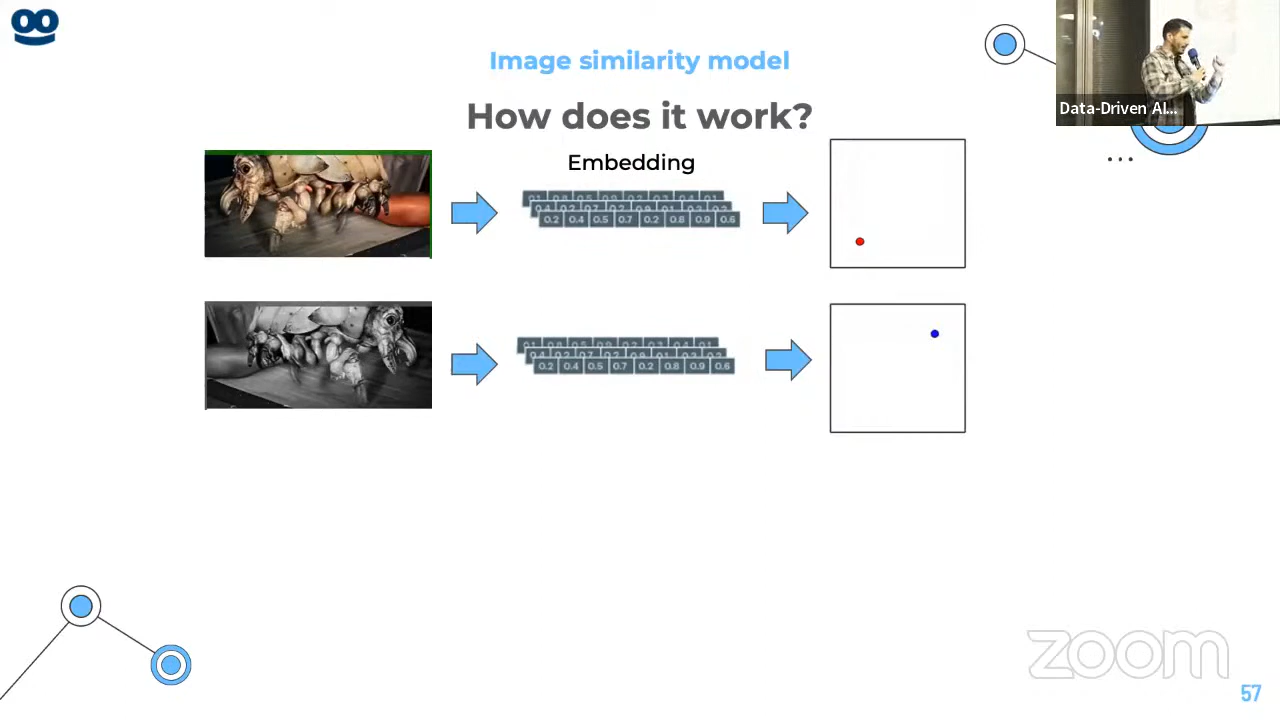 Image similarity model
How does it work?
Data-Driven AI...
Embedding
...
0.2 0.4 0.5 0.7 0.2 0.8 0.9 0.6
0.2 0.4 0.5 0.7 0.2 0.8 0.9 0.6
zoom
57